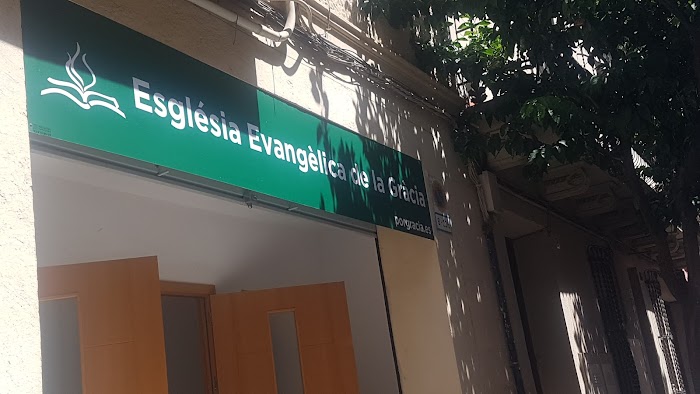 Església Evangèlica de la Gràcia
porgracia.es